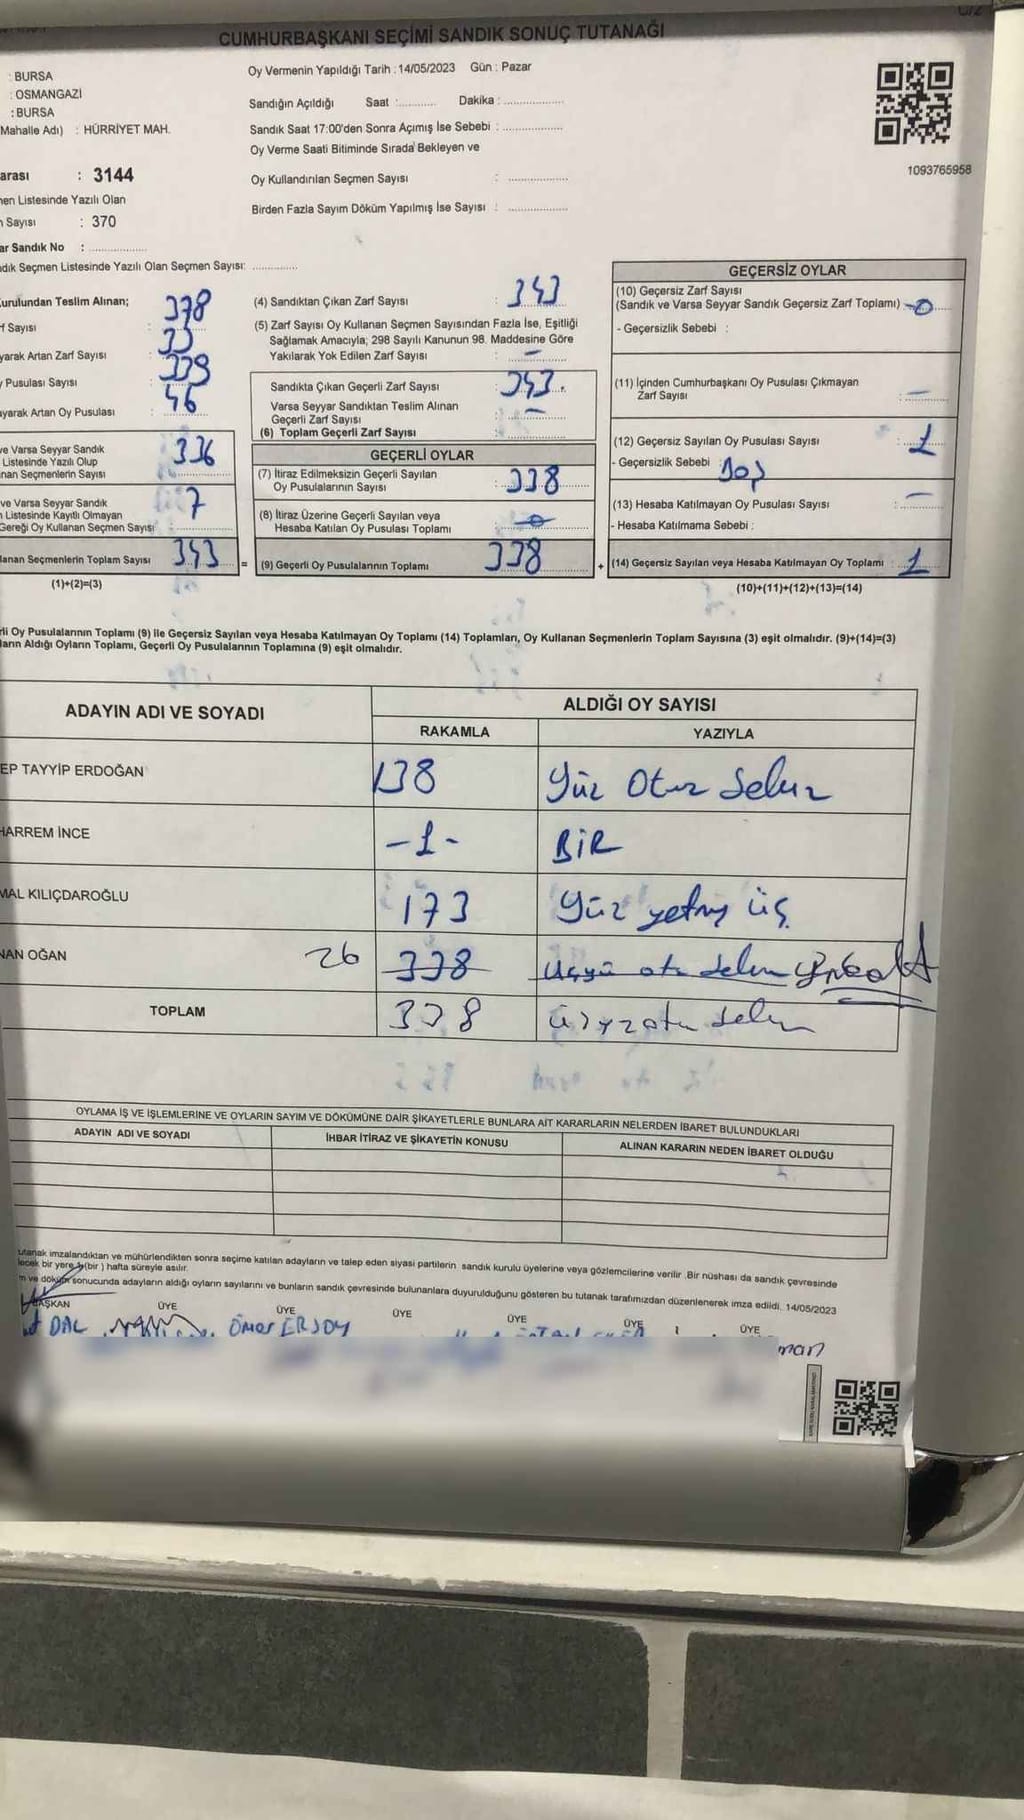 CUMHURBAŞKANI SEÇİMİ SANDIK SONUÇ TUTANAĞI
: BURSA
: OSMANGAZİ
: BURSA
Mahalle Adı) : HÜRRİYET MAH.
arası : 3144
men Listesinde Yazılı Olan
n Sayısı : 370
ar Sandık No : ............
ndık Seçmen Listesinde Yazılı Olan Seçmen Sayısı: ............
Oy Vermenin Yapıldığı Tarih : 14/05/2023 Gün : Pazar
Sandığın Açıldığı Saat :.......... Dakika : ...............
Sandık Saat 17:00'den Sonra Açımış İse Sebebi : ...............
Oy Verme Saati Bitiminde Sırada Bekleyen ve
Oy Kullandırılan Seçmen Sayısı : ...............
Birden Fazla Sayım Döküm Yapılmış İse Sayısı : ...............
1093765958
urulundan Teslim Alınan; 378
f Sayısı : 33
yarak Artan Zarf Sayısı : 339
y Pusulası Sayısı : 46
ayarak Artan Oy Pusulası :
ve Varsa Seyyar Sandık
Listesinde Yazılı Olup 336
nan Seçmenlerin Sayısı
ve Varsa Seyyar Sandık
n Listesinde Kayıtlı Olmayan 7
Gereği Oy Kullanan Seçmen Sayısı
lanan Seçmenlerin Toplam Sayısı 343 =
(1)+(2)=(3)
(4) Sandıktan Çıkan Zarf Sayısı : 343
(5) Zarf Sayısı Oy Kullanan Seçmen Sayısından Fazla İse, Eşitliği
Sağlamak Amacıyla; 298 Sayılı Kanunun 98. Maddesine Göre
Yakılarak Yok Edilen Zarf Sayısı : —
Sandıkta Çıkan Geçerli Zarf Sayısı : 343.
Varsa Seyyar Sandıktan Teslim Alınan
Geçerli Zarf Sayısı : —
(6) Toplam Geçerli Zarf Sayısı
GEÇERLİ OYLAR
(7) İtiraz Edilmeksizin Geçerli Sayılan
Oy Pusulalarının Sayısı : 338
(8) İtiraz Üzerine Geçerli Sayılan veya
Hesaba Katılan Oy Pusulası Toplamı : -0-
(9) Geçerli Oy Pusulalarının Toplamı 338 +
GEÇERSİZ OYLAR
(10) Geçersiz Zarf Sayısı
(Sandık ve Varsa Seyyar Sandık Geçersiz Zarf Toplamı) -0-
- Geçersizlik Sebebi :
(11) İçinden Cumhurbaşkanı Oy Pusulası Çıkmayan
Zarf Sayısı : —
(12) Geçersiz Sayılan Oy Pusulası Sayısı : 1
- Geçersizlik Sebebi : Boş
(13) Hesaba Katılmayan Oy Pusulası Sayısı : —
- Hesaba Katılmama Sebebi :
(14) Geçersiz Sayılan veya Hesaba Katılmayan Oy Toplamı : 1
(10)+(11)+(12)+(13)=(14)
rli Oy Pusulalarının Toplamı (9) ile Geçersiz Sayılan veya Hesaba Katılmayan Oy Toplamı (14) Toplamları, Oy Kullanan Seçmenlerin Toplam Sayısına (3) eşit olmalıdır. (9)+(14)=(3)
ların Aldığı Oyların Toplamı, Geçerli Oy Pusulalarının Toplamına (9) eşit olmalıdır.
ADAYIN ADI VE SOYADI ALDIĞI OY SAYISI
RAKAMLA YAZIYLA
EP TAYYİP ERDOĞAN 138 Yüz Otuz Sekiz
HARREM İNCE -1- BİR
MAL KILIÇDAROĞLU 173 Yüz yetmiş üç
NAN OĞAN 26 338
TOPLAM 338
OYLAMA İŞ VE İŞLEMLERİNE VE OYLARIN SAYIM VE DÖKÜMÜNE DAİR ŞİKAYETLERLE BUNLARA AİT KARARLARIN NELERDEN İBARET BULUNDUKLARI
ADAYIN ADI VE SOYADI İHBAR İTİRAZ VE ŞİKAYETİN KONUSU ALINAN KARARIN NEDEN İBARET OLDUĞU
utanak imzalandıktan ve mühürlendikten sonra seçime katılan adayların ve talep eden siyasi partilerin sandık kurulu üyelerine veya gözlemcilerine verilir .Bir nüshası da sandık çevresinde
lecek bir yere 1 (bir ) hafta süreyle asılır.
m ve döküm sonucunda adayların aldığı oyların sayılarını ve bunların sandık çevresinde bulunanlara duyurulduğunu gösteren bu tutanak tarafımızdan düzenlenerek imza edildi. 14/05/2023
BAŞKAN ÜYE ÜYE ÜYE ÜYE ÜYE ÜYE
DAL ÖMER ERSOY
man